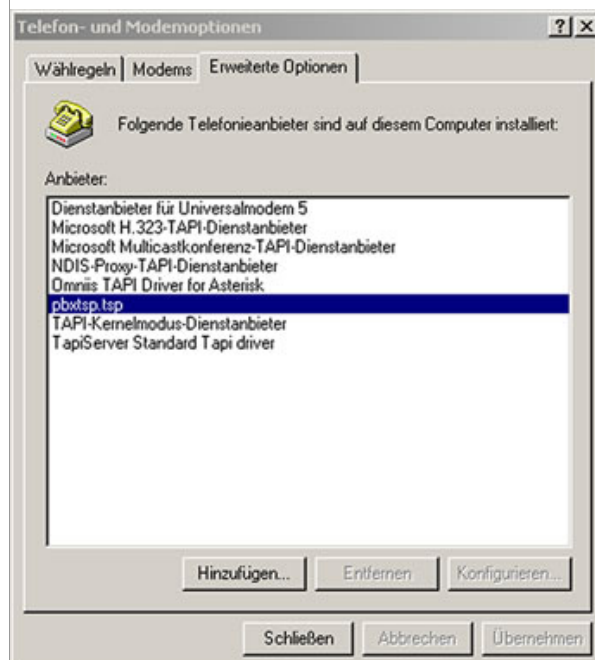 Telefon- und Modemoptionen
Wählregeln Modems Erweiterte Optionen
Folgende Telefonieanbieter sind auf diesem Computer installiert:
Anbieter:
Dienstanbieter für Universalmodem 5
Microsoft H.323-TAPI-Dienstanbieter
Microsoft Multicastkonferenz-TAPI-Dienstanbieter
NDIS-Proxy-TAPI-Dienstanbieter
Omniis TAPI Driver for Asterisk
pbxtsp.tsp
TAPI-Kernelmodus-Dienstanbieter
TapiServer Standard Tapi driver
Hinzufügen... Entfernen Konfigurieren...
Schließen Abbrechen Übernehmen